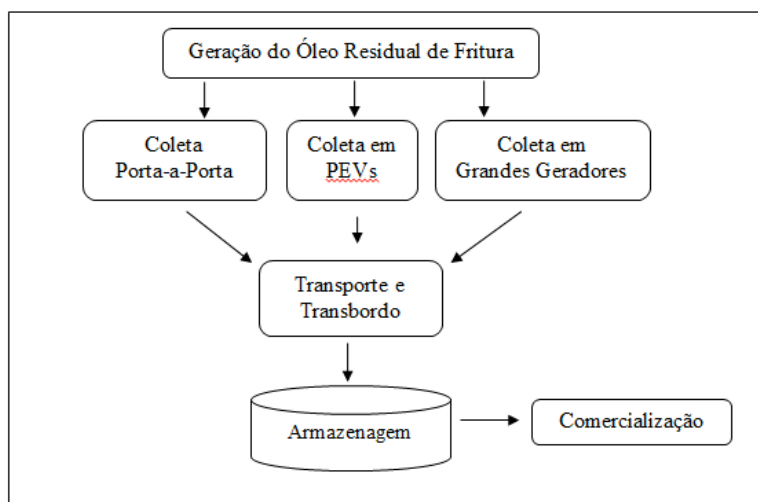 Geração do Óleo Residual de Fritura
Coleta
Porta-a-Porta
Coleta em
PEVs
Coleta em
Grandes Geradores
Transporte e
Transbordo
Armazenagem
Comercialização